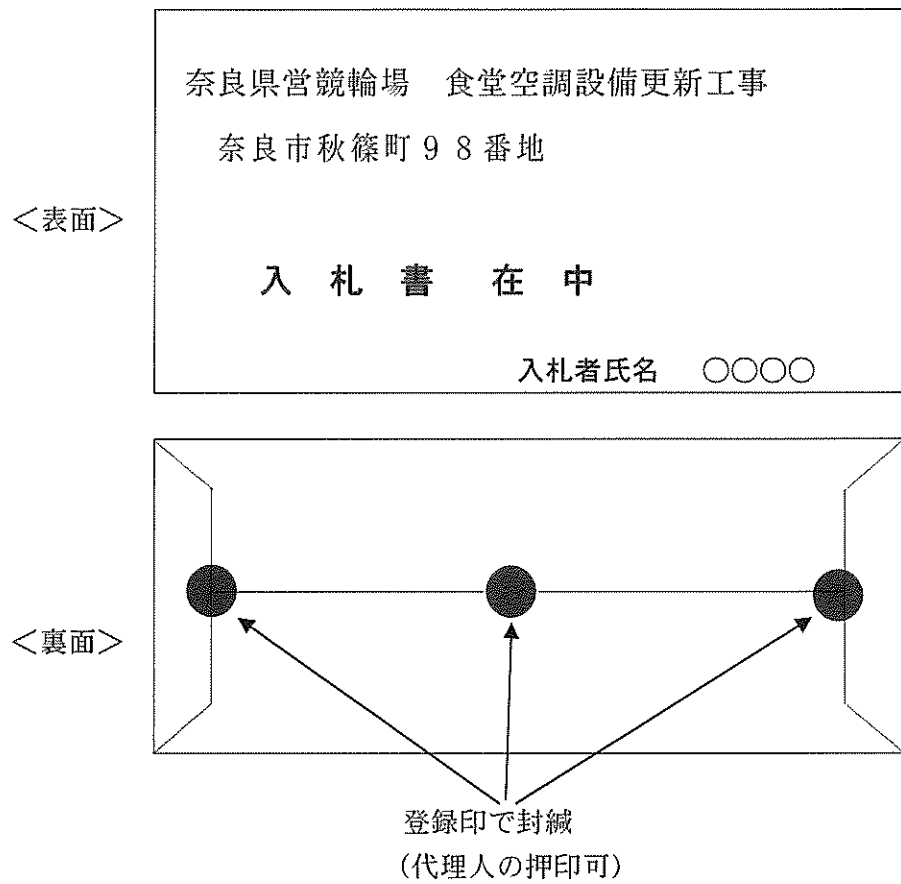 奈良県営競輪場　食堂空調設備更新工事
奈良市秋篠町９８番地
＜表面＞
入　札　書　在　中
入札者氏名　○○○○
＜裏面＞
登録印で封緘
（代理人の押印可）